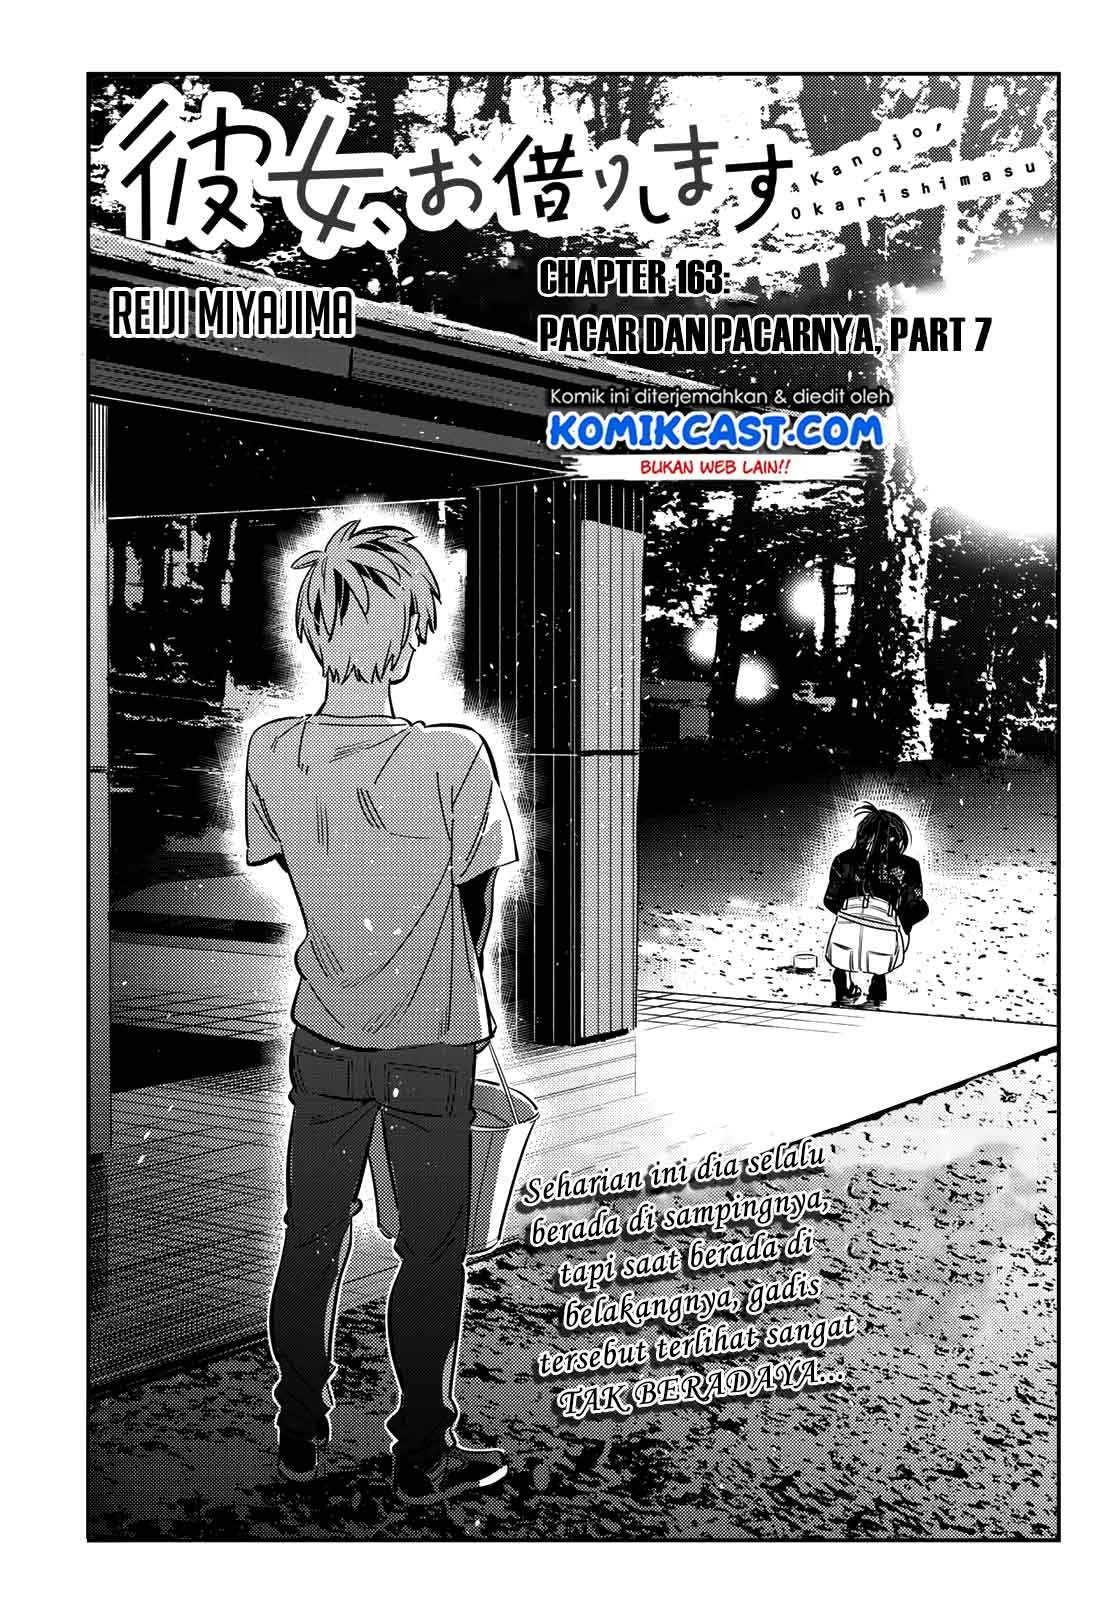 彼女、お借りします
Kanojo,
Okarishimasu
REIJI MIYAJIMA
CHAPTER 163:
PACAR DAN PACARNYA, PART 7
Komik ini diterjemahkan & diedit oleh
KOMIKCAST.COM
BUKAN WEB LAIN!!
Seharian ini dia selalu
berada di sampingnya,
tapi saat berada di
belakangnya, gadis
tersebut terlihat sangat
TAK BERADAYA...